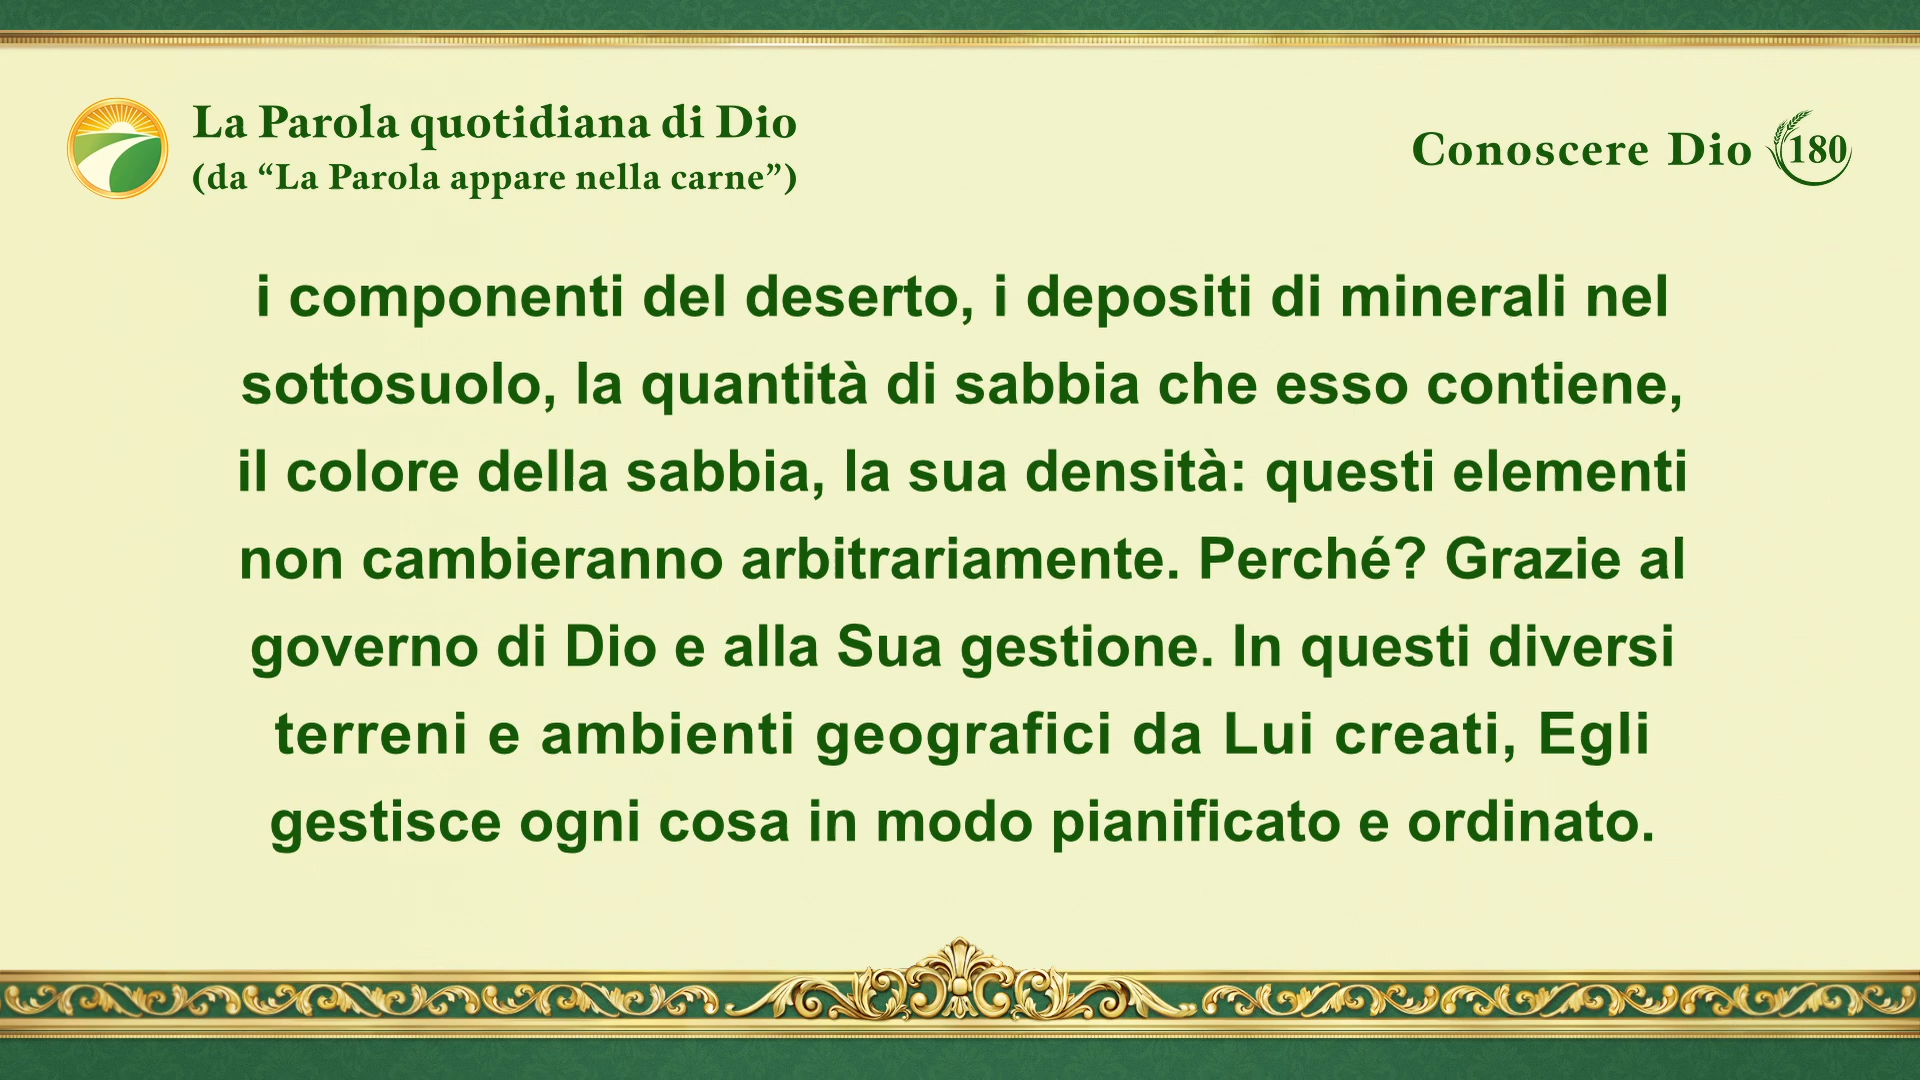 La Parola quotidiana di Dio
(da “La Parola appare nella carne”)
Conoscere Dio 180
i componenti del deserto, i depositi di minerali nel
sottosuolo, la quantità di sabbia che esso contiene,
il colore della sabbia, la sua densità: questi elementi
non cambieranno arbitrariamente. Perché? Grazie al
governo di Dio e alla Sua gestione. In questi diversi
terreni e ambienti geografici da Lui creati, Egli
gestisce ogni cosa in modo pianificato e ordinato.